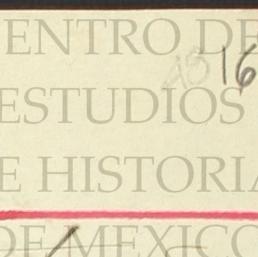 ENTRO DE
16
ESTUDIOS
E HISTORIA
DE MEXICO